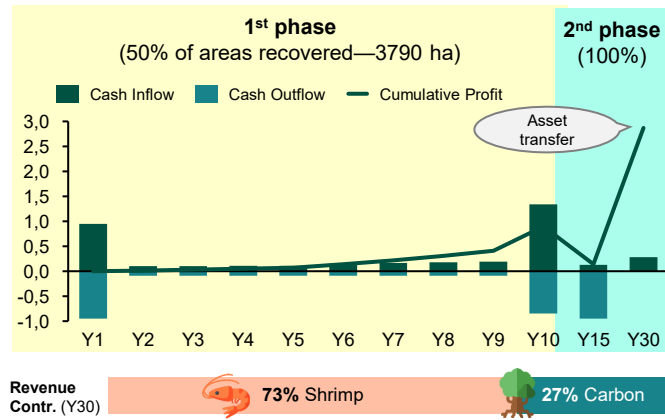 1st phase
(50% of areas recovered—3790 ha)
2nd phase
(100%)
Cash Inflow
Cash Outflow
Cumulative Profit
Asset
transfer
3,0
2,5
2,0
1,5
1,0
0,5
0,0
-0,5
-1,0
Y1 Y2 Y3 Y4 Y5 Y6 Y7 Y8 Y9 Y10 Y15 Y30
Revenue
Contr. (Y30)
73% Shrimp
27% Carbon